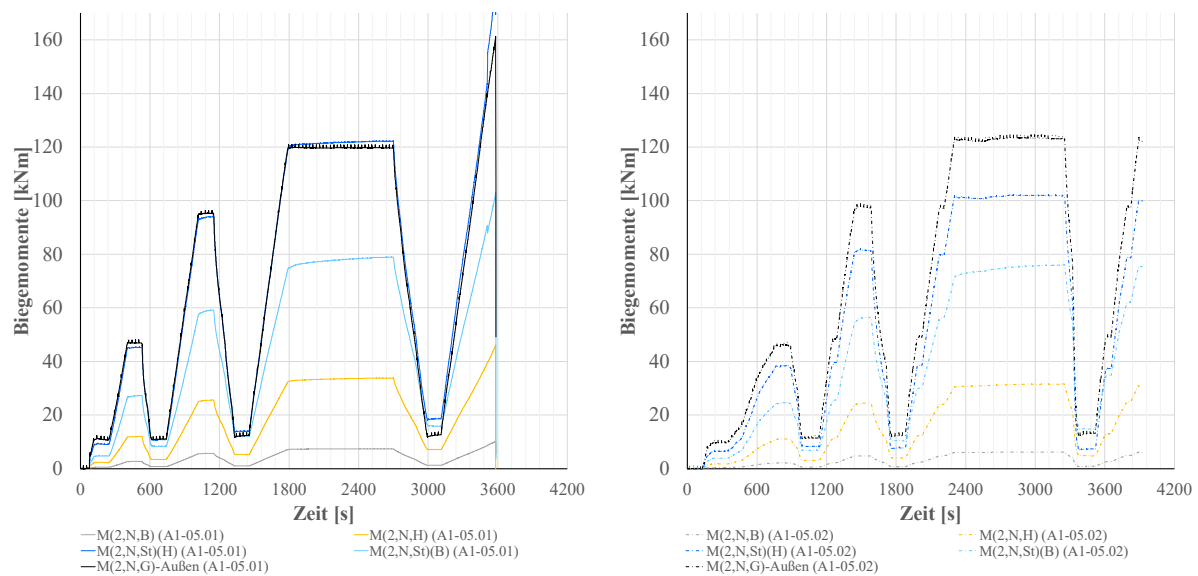 160
140
120
100
80
60
40
20
0
Biegemomente [kNm]
0 600 1200 1800 2400 3000 3600 4200
Zeit [s]
M(2,N,B) (A1-05.01) M(2,N,H) (A1-05.01)
M(2,N,St)(H) (A1-05.01) M(2,N,St)(B) (A1-05.01)
M(2,N,G)-Außen (A1-05.01)
160
140
120
100
80
60
40
20
0
Biegemomente [kNm]
0 600 1200 1800 2400 3000 3600 4200
Zeit [s]
M(2,N,B) (A1-05.02) M(2,N,H) (A1-05.02)
M(2,N,St)(H) (A1-05.02) M(2,N,St)(B) (A1-05.02)
M(2,N,G)-Außen (A1-05.02)